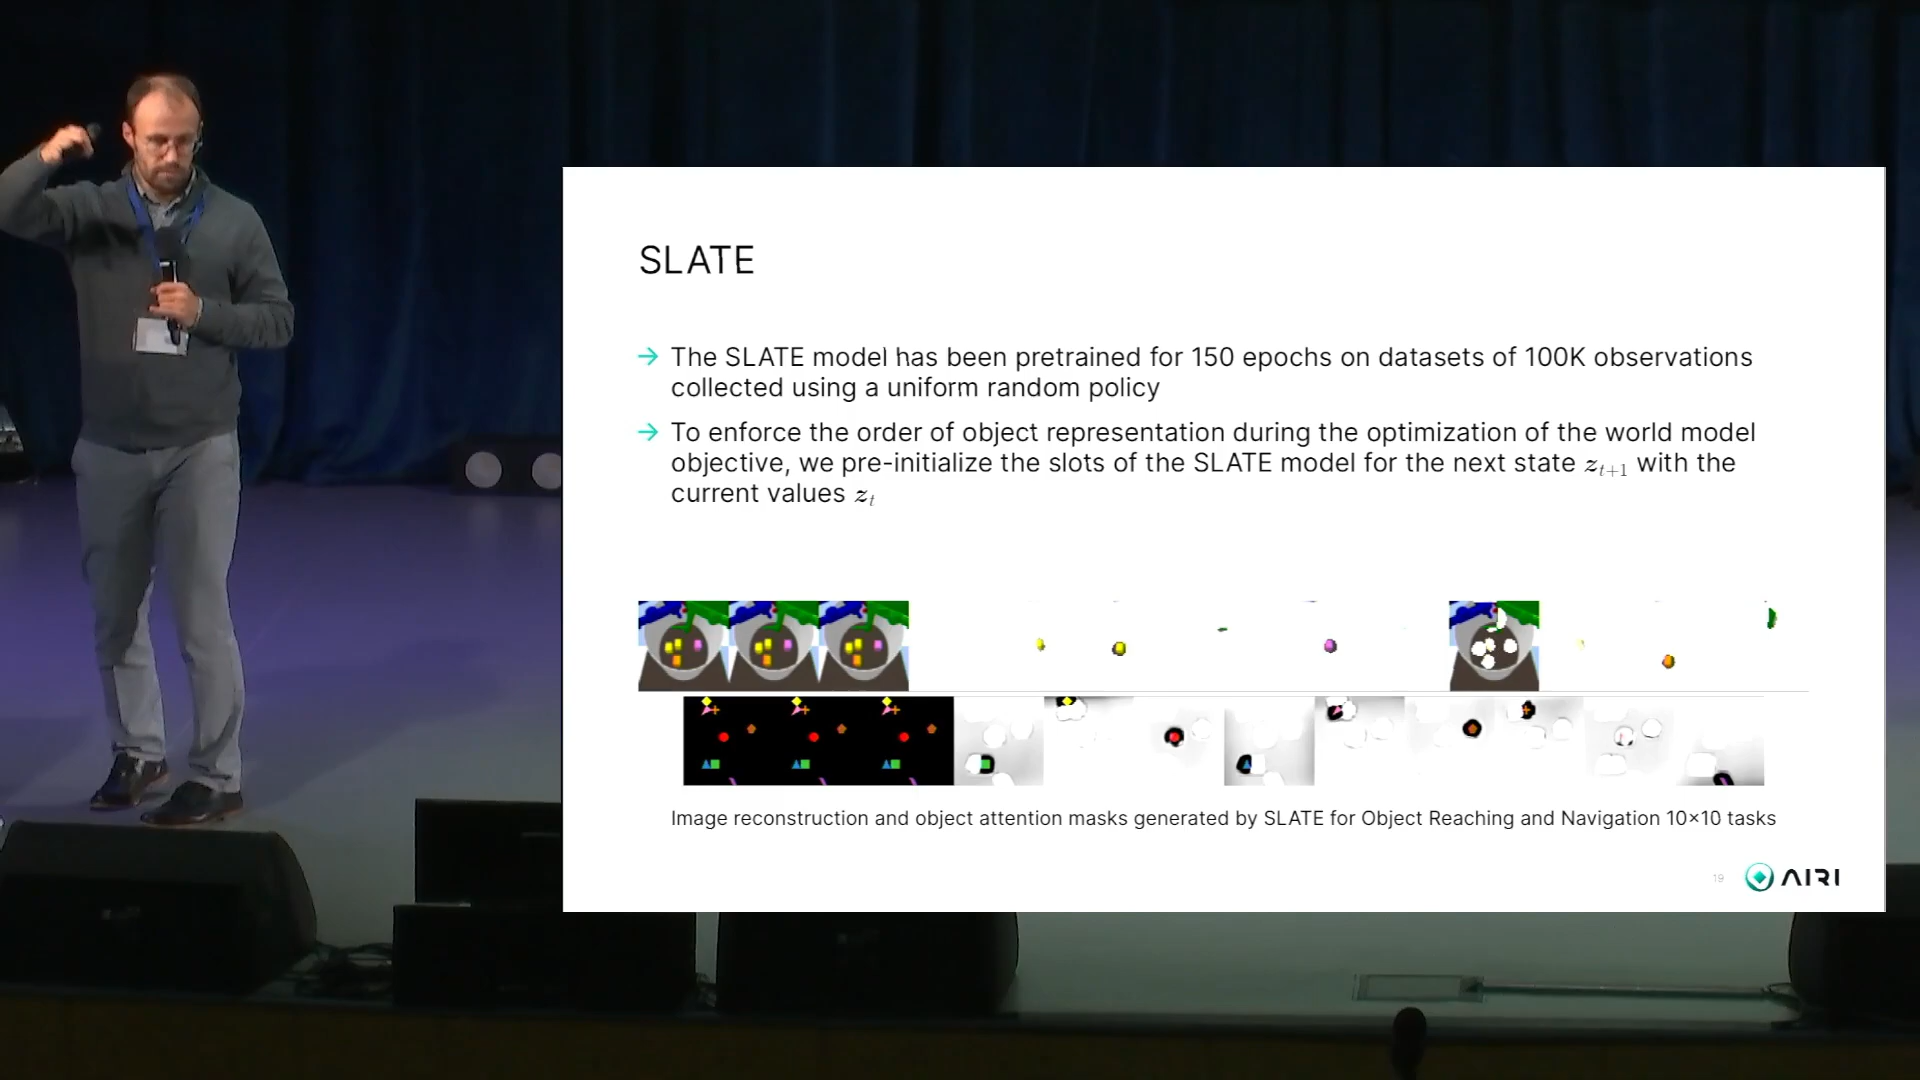 SLATE
→ The SLATE model has been pretrained for 150 epochs on datasets of 100K observations
collected using a uniform random policy
→ To enforce the order of object representation during the optimization of the world model
objective, we pre-initialize the slots of the SLATE model for the next state z_{t+1} with the
current values z_t
Image reconstruction and object attention masks generated by SLATE for Object Reaching and Navigation 10×10 tasks
19
AIRI